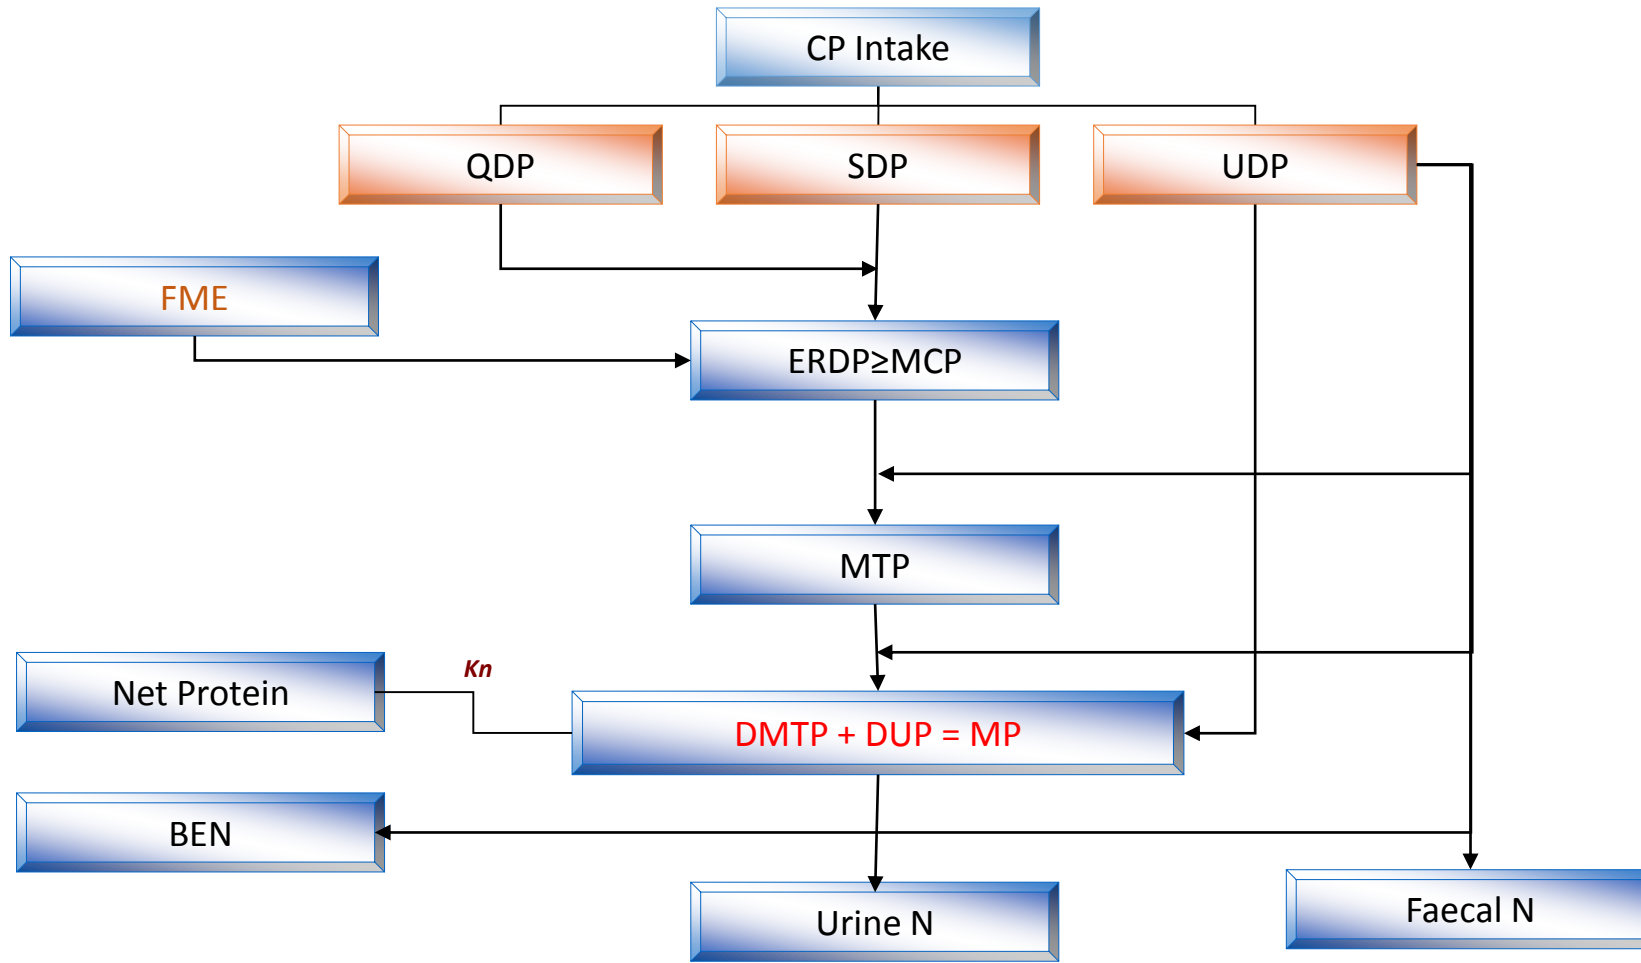 CP Intake
QDP
SDP
UDP
FME
ERDP≥MCP
MTP
Net Protein
Kn
DMTP + DUP = MP
BEN
Urine N
Faecal N